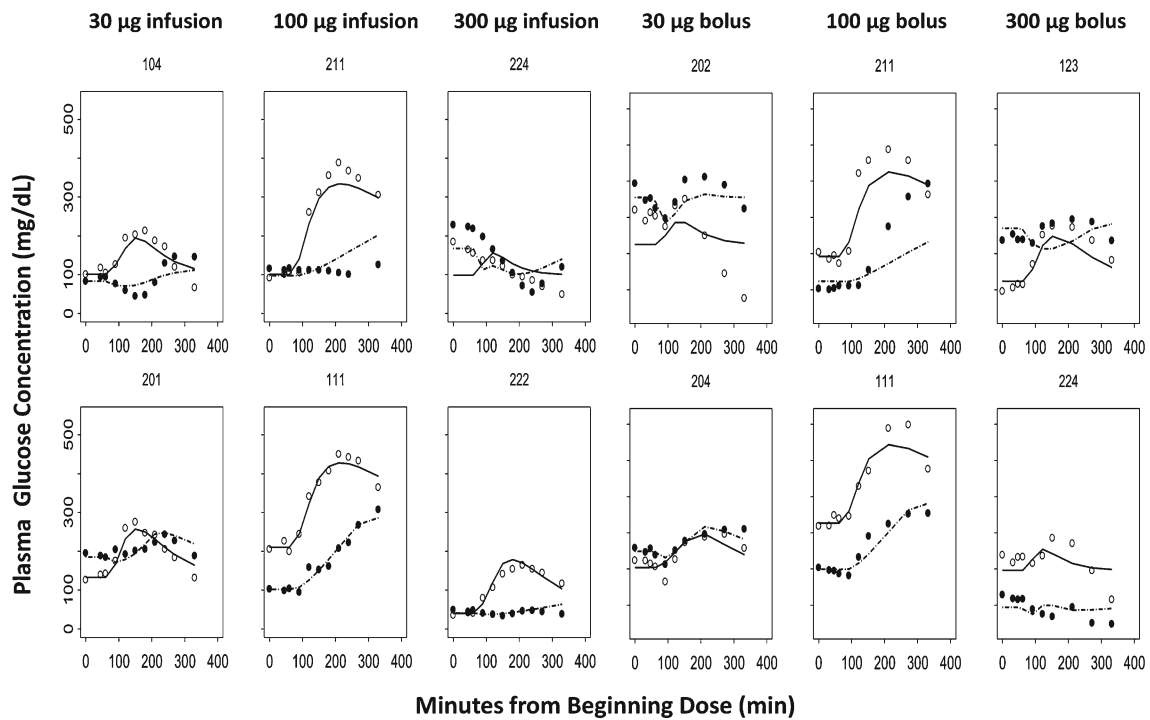 30 µg infusion 100 µg infusion 300 µg infusion 30 µg bolus 100 µg bolus 300 µg bolus
104 211 224 202 211 123
500
300
100
0
0 100 200 300 400 0 100 200 300 400 0 100 200 300 400 0 100 200 300 400 0 100 200 300 400 0 100 200 300 400
201 111 222 204 111 224
500
300
100
0
0 100 200 300 400 0 100 200 300 400 0 100 200 300 400 0 100 200 300 400 0 100 200 300 400 0 100 200 300 400
Plasma Glucose Concentration (mg/dL)
Minutes from Beginning Dose (min)